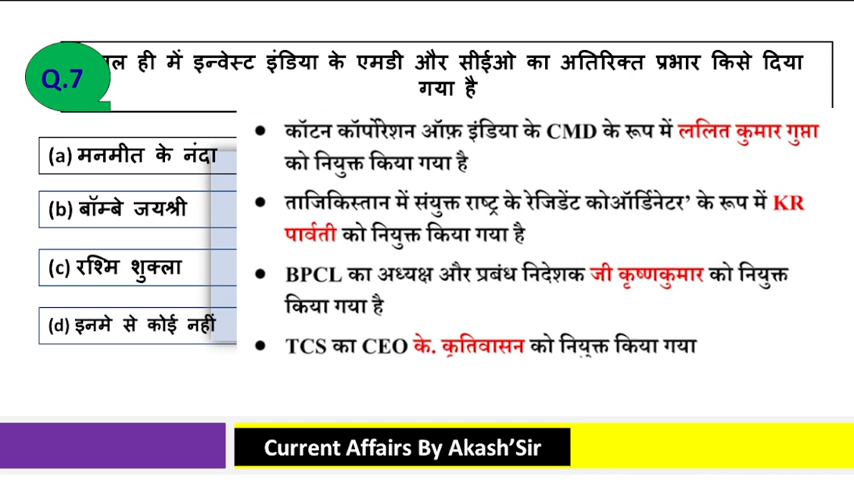 Q.7
ल ही में इन्वेस्ट इंडिया के एमडी और सीईओ का अतिरिक्त प्रभार किसे दिया
गया है
(a) मनमीत के नंदा
(b) बॉम्बे जयश्री
(c) रश्मि शुक्ला
(d) इनमे से कोई नहीं
• कॉटन कॉर्पोरेशन ऑफ़ इंडिया के CMD के रूप में ललित कुमार गुप्ता
को नियुक्त किया गया है
• ताजिकिस्तान में संयुक्त राष्ट्र के रेजिडेंट कोऑर्डिनेटर’ के रूप में KR
पार्वती को नियुक्त किया गया है
• BPCL का अध्यक्ष और प्रबंध निदेशक जी कृष्णकुमार को नियुक्त
किया गया है
• TCS का CEO के. कृतिवासन को नियुक्त किया गया
Current Affairs By Akash’Sir